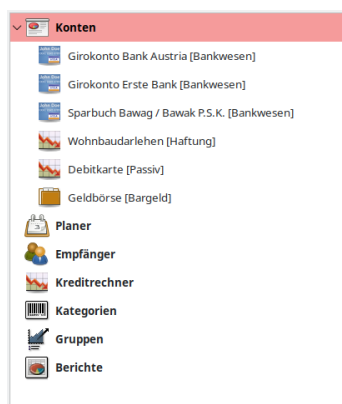 Konten
Girokonto Bank Austria [Bankwesen]
Girokonto Erste Bank [Bankwesen]
Sparbuch Bawag / Bawak P.S.K. [Bankwesen]
Wohnbaudarlehen [Haftung]
Debitkarte [Passiv]
Geldbörse [Bargeld]
Planer
Empfänger
Kreditrechner
Kategorien
Gruppen
Berichte